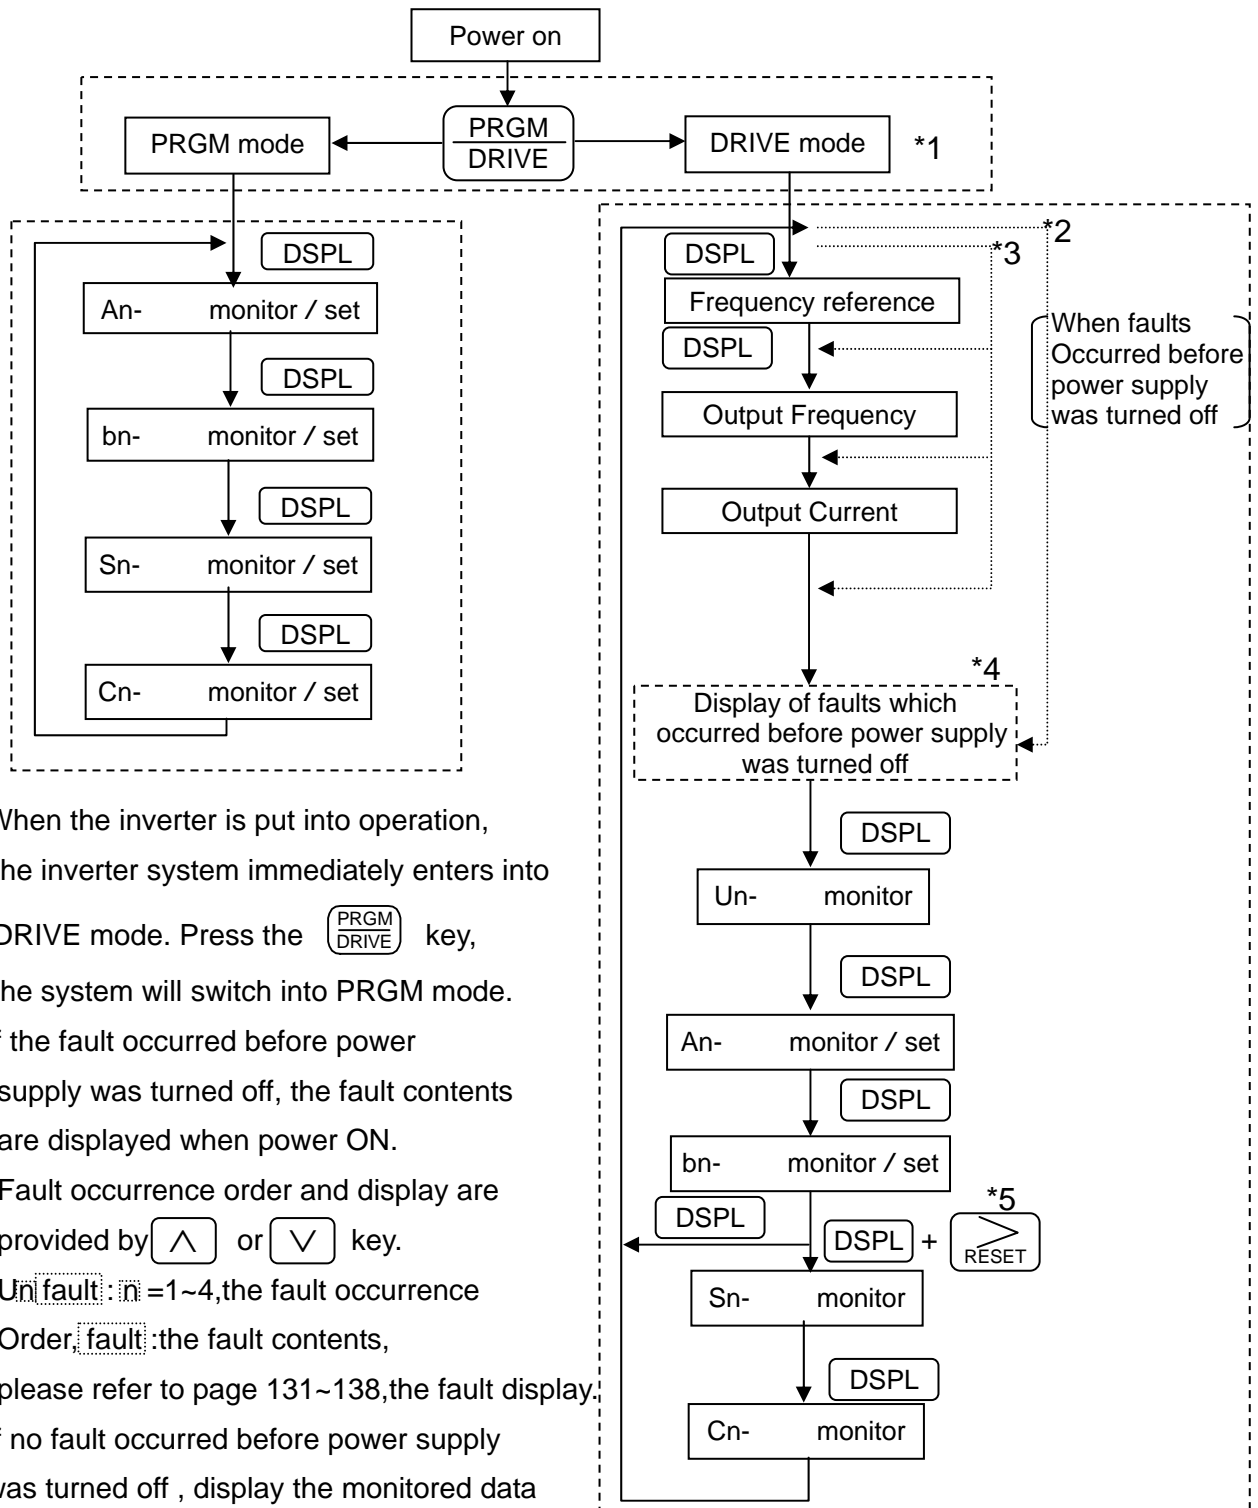 Power on
PRGM mode
PRGM
DRIVE
DRIVE mode
*1
DSPL
An- monitor / set
DSPL
bn- monitor / set
DSPL
Sn- monitor / set
DSPL
Cn- monitor / set
*2
*3
DSPL
Frequency reference
DSPL
When faults
Occurred before
power supply
was turned off
Output Frequency
Output Current
*4
Display of faults which
occurred before power supply
was turned off
DSPL
Un- monitor
DSPL
An- monitor / set
DSPL
bn- monitor / set
DSPL
*5
DSPL + >
RESET
Sn- monitor
DSPL
Cn- monitor
When the inverter is put into operation,
he inverter system immediately enters into
DRIVE mode. Press the PRGM DRIVE key,
he system will switch into PRGM mode.
f the fault occurred before power
supply was turned off, the fault contents
are displayed when power ON.
Fault occurrence order and display are
provided by ∧ or ∨ key.
Un fault : n =1~4,the fault occurrence
Order, fault :the fault contents,
please refer to page 131~138,the fault display.
f no fault occurred before power supply
was turned off , display the monitored data